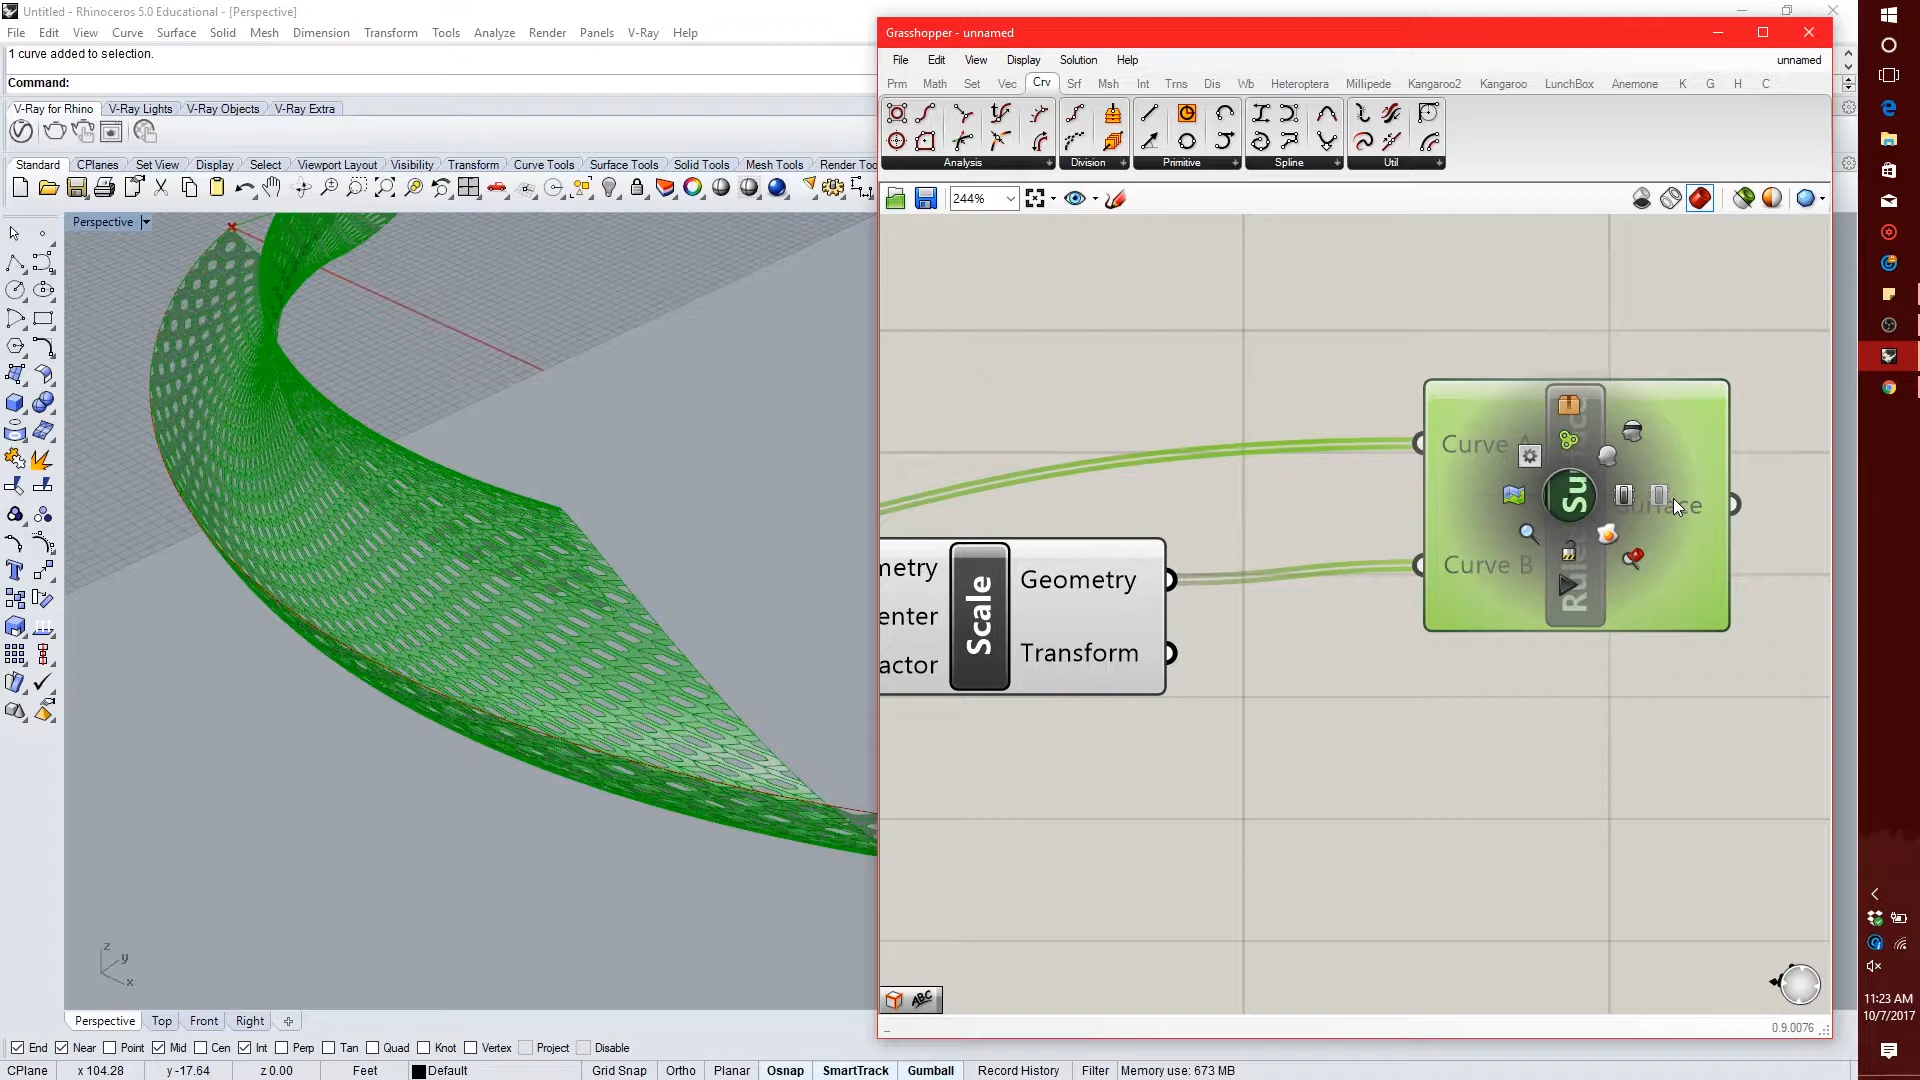 Untitled - Rhinoceros 5.0 Educational - [Perspective]
File Edit View Curve Surface Solid Mesh Dimension Transform Tools Analyze Render Panels V-Ray Help
1 curve added to selection.
Command:
V-Ray for Rhino V-Ray Lights V-Ray Objects V-Ray Extra
Standard CPlanes Set View Display Select Viewport Layout Visibility Transform Curve Tools Surface Tools Solid Tools Mesh Tools Render Too
Perspective
z
y
x
Perspective Top Front Right
End Near Point Mid Cen Int Perp Tan Quad Knot Vertex Project Disable
CPlane x 104.28 y -17.64 z 0.00 Feet Default Grid Snap Ortho Planar Osnap SmartTrack Gumball Record History Filter Memory use: 673 MB
Grasshopper - unnamed
File Edit View Display Solution Help unnamed
Prm Math Set Vec Crv Srf Msh Int Trns Dis Wb Heteroptera Millipede Kangaroo2 Kangaroo LunchBox Anemone K G H C
Analysis Division Primitive Spline Util
244%
Curve A
Su
Curve B
metry
enter
actor
Scale
Geometry
Transform
ABC
0.9.0076
11:23 AM
10/7/2017